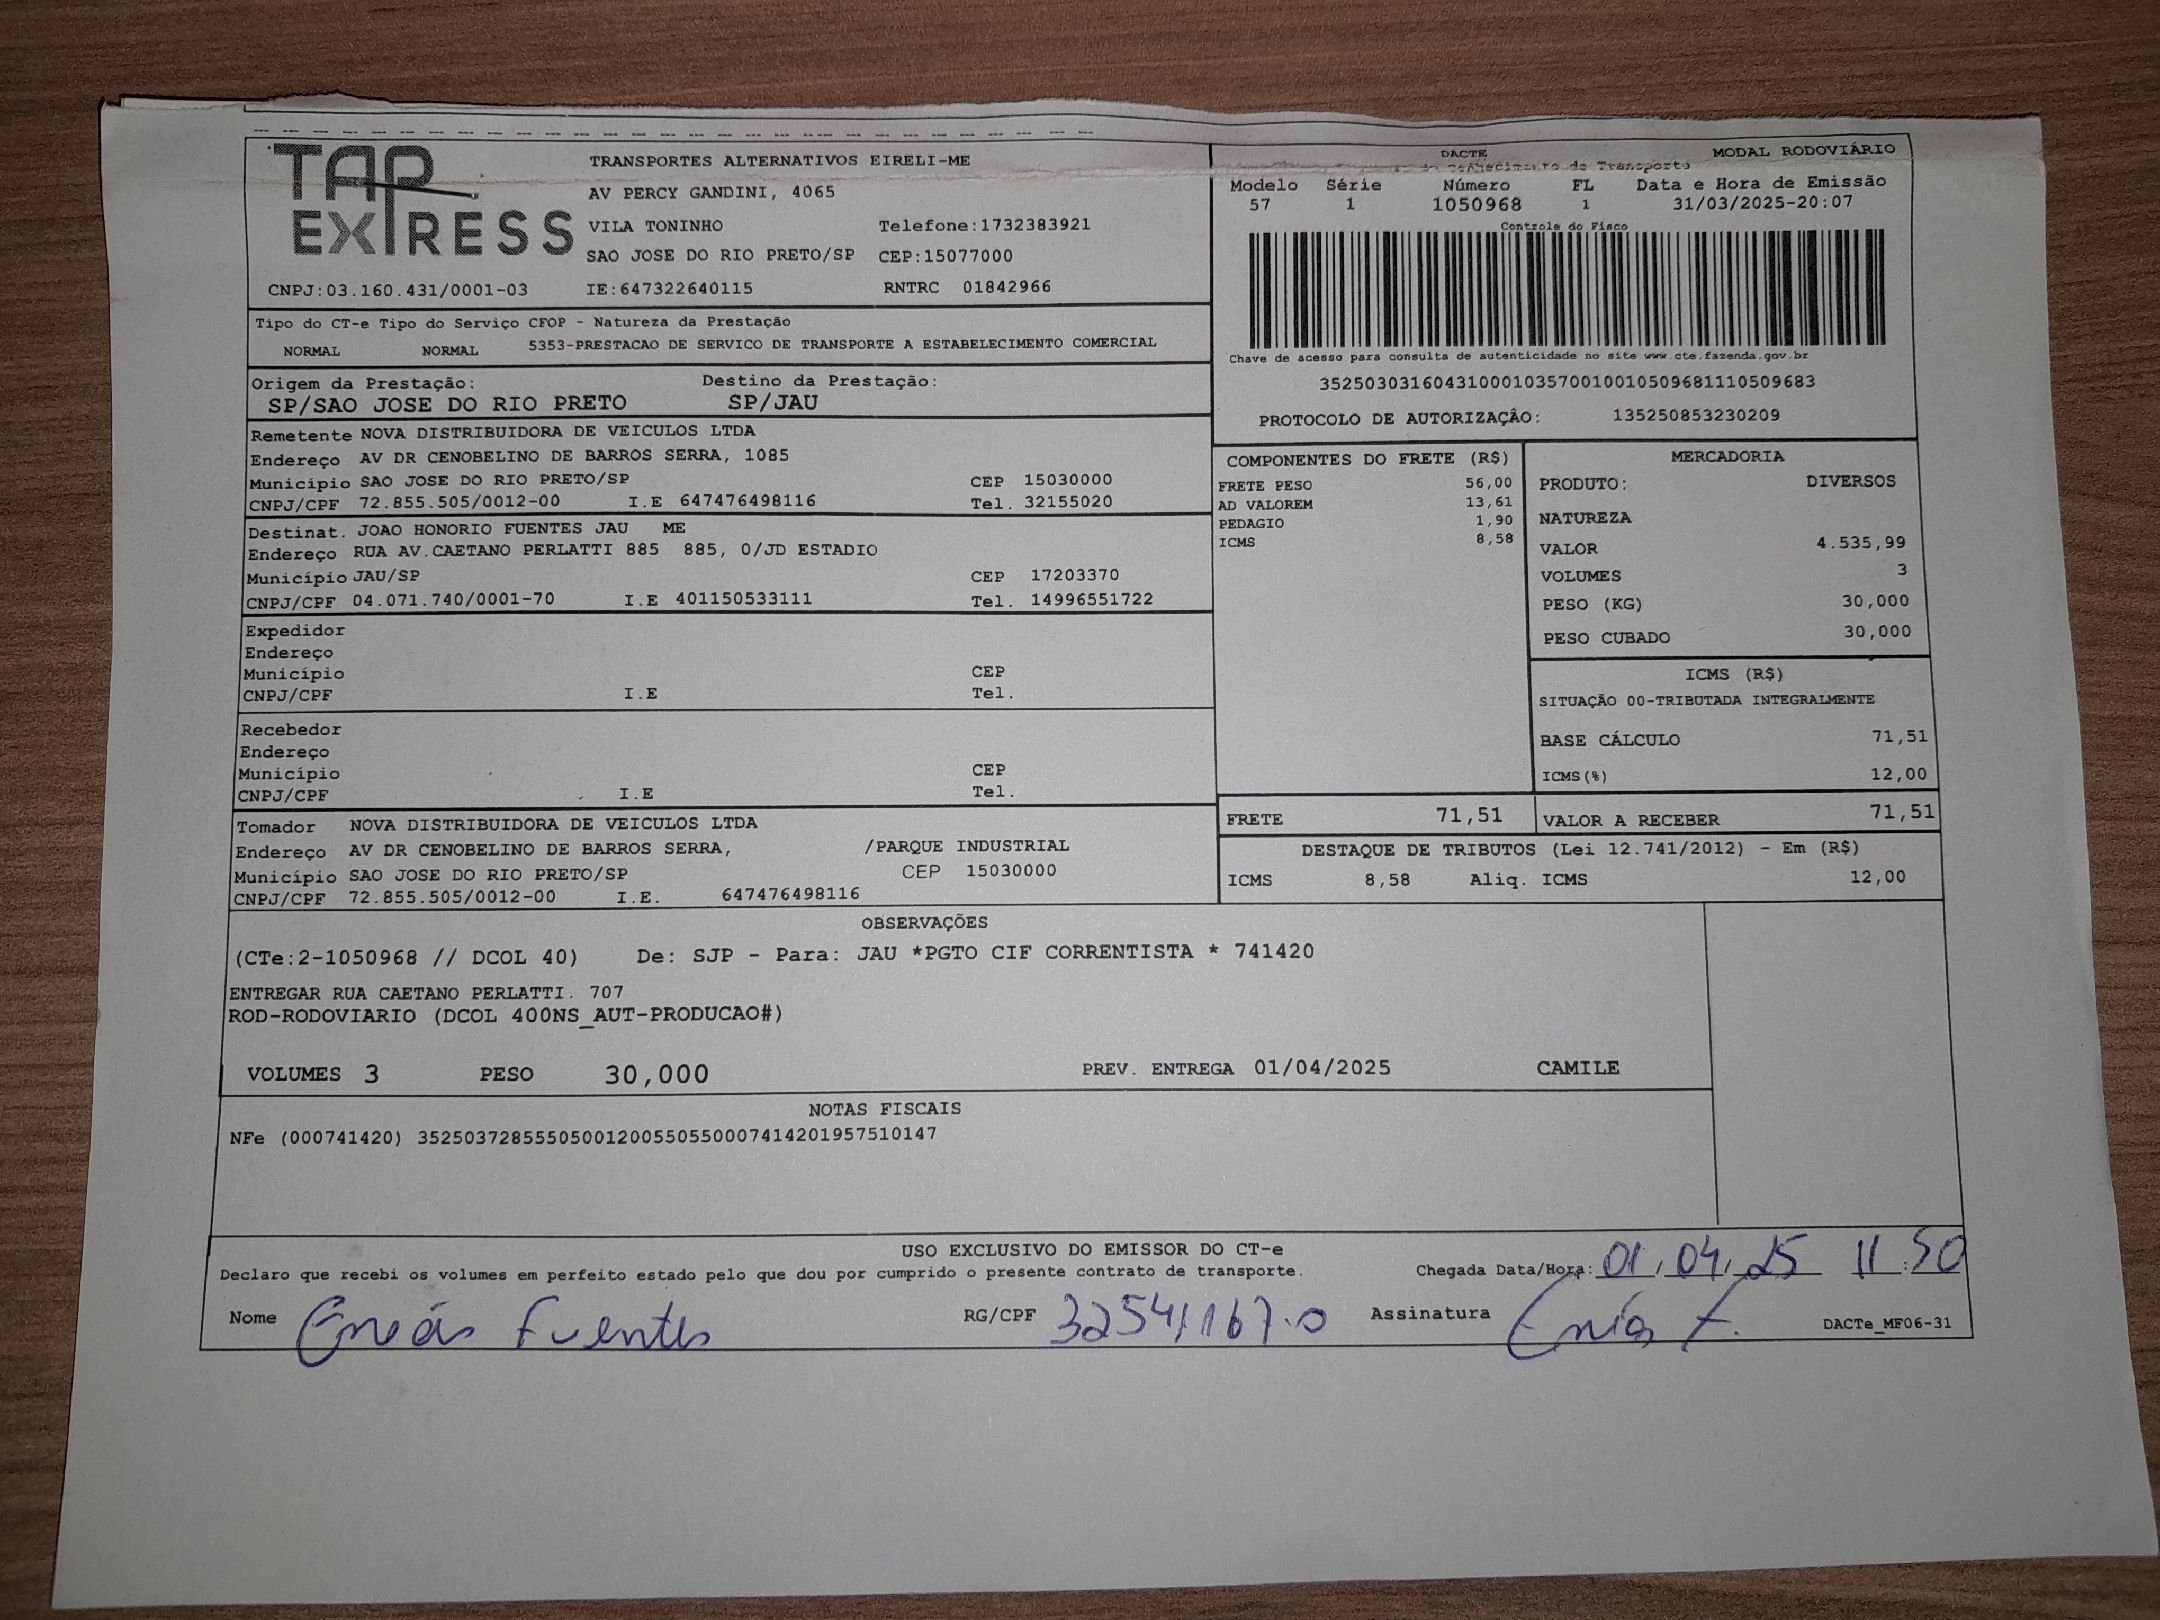 TAP EXPRESS
TRANSPORTES ALTERNATIVOS EIRELI-ME
AV PERCY GANDINI, 4065
VILA TONINHO Telefone:1732383921
SAO JOSE DO RIO PRETO/SP CEP:15077000
CNPJ:03.160.431/0001-03 IE:647322640115 RNTRC 01842966
DACTE MODAL RODOVIÁRIO
de Transporte
Modelo Série Número FL Data e Hora de Emissão
57 1 1050968 1 31/03/2025-20:07
Controle do Fisco
Chave de acesso para consulta de autenticidade no site www.cte.fazenda.gov.br
35250303160431000103570010010509681110509683
PROTOCOLO DE AUTORIZAÇÂO: 135250853230209
Tipo do CT-e Tipo do Serviço CFOP - Natureza da Prestação
NORMAL NORMAL 5353-PRESTACAO DE SERVICO DE TRANSPORTE A ESTABELECIMENTO COMERCIAL
Origem da Prestação: Destino da Prestação:
SP/SAO JOSE DO RIO PRETO SP/JAU
Remetente NOVA DISTRIBUIDORA DE VEICULOS LTDA
Endereço AV DR CENOBELINO DE BARROS SERRA, 1085
Município SAO JOSE DO RIO PRETO/SP CEP 15030000
CNPJ/CPF 72.855.505/0012-00 I.E 647476498116 Tel. 32155020
Destinat. JOAO HONORIO FUENTES JAU ME
Endereço RUA AV.CAETANO PERLATTI 885 885, 0/JD ESTADIO
Município JAU/SP CEP 17203370
CNPJ/CPF 04.071.740/0001-70 I.E 401150533111 Tel. 14996551722
Expedidor
Endereço
Município CEP
CNPJ/CPF I.E Tel.
Recebedor
Endereço
Município CEP
CNPJ/CPF I.E Tel.
Tomador NOVA DISTRIBUIDORA DE VEICULOS LTDA
Endereço AV DR CENOBELINO DE BARROS SERRA, /PARQUE INDUSTRIAL
Município SAO JOSE DO RIO PRETO/SP CEP 15030000
CNPJ/CPF 72.855.505/0012-00 I.E. 647476498116
COMPONENTES DO FRETE (R$)
FRETE PESO 56,00
AD VALOREM 13,61
PEDAGIO 1,90
ICMS 8,58
MERCADORIA
PRODUTO: DIVERSOS
NATUREZA
VALOR 4.535,99
VOLUMES 3
PESO (KG) 30,000
PESO CUBADO 30,000
ICMS (R$)
SITUAÇÃO 00-TRIBUTADA INTEGRALMENTE
BASE CÁLCULO 71,51
ICMS(%) 12,00
FRETE 71,51 VALOR A RECEBER 71,51
DESTAQUE DE TRIBUTOS (Lei 12.741/2012) - Em (R$)
ICMS 8,58 Aliq. ICMS 12,00
OBSERVAÇÕES
(CTe:2-1050968 // DCOL 40) De: SJP - Para: JAU *PGTO CIF CORRENTISTA * 741420
ENTREGAR RUA CAETANO PERLATTI. 707
ROD-RODOVIARIO (DCOL 400NS_AUT-PRODUCAO#)
VOLUMES 3 PESO 30,000 PREV. ENTREGA 01/04/2025 CAMILE
NOTAS FISCAIS
NFe (000741420) 35250372855505001200550550007414201957510147
USO EXCLUSIVO DO EMISSOR DO CT-e
Declaro que recebi os volumes em perfeito estado pelo que dou por cumprido o presente contrato de transporte. Chegada Data/Hora: 01/04/25 11:50
Nome Enéas Fuentes RG/CPF 32541167-0 Assinatura Enéas F. DACTe_MF06-31